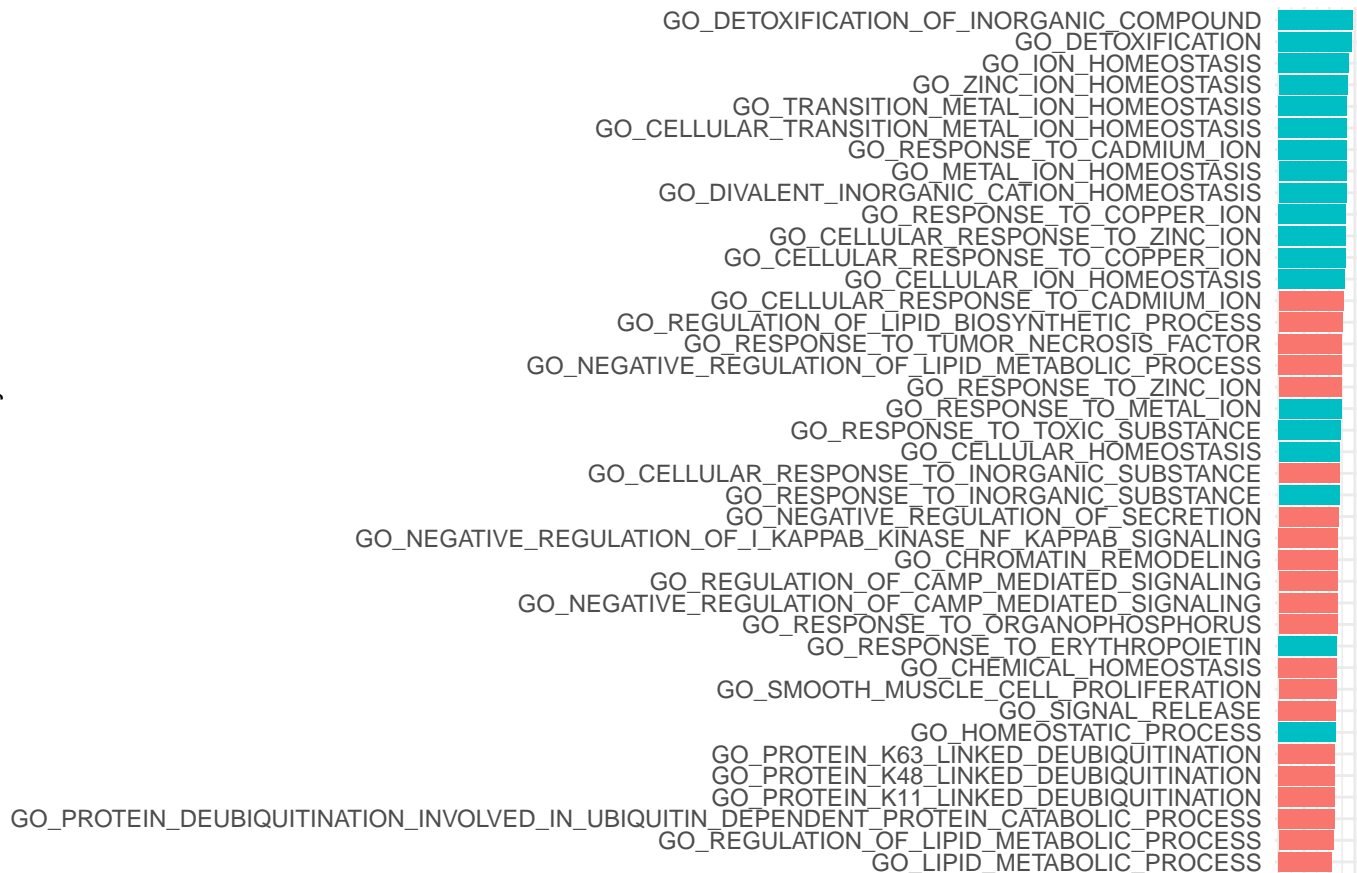 GO_DETOXIFICATION_OF_INORGANIC_COMPOUND
GO_DETOXIFICATION
GO_ION_HOMEOSTASIS
GO_ZINC_ION_HOMEOSTASIS
GO_TRANSITION_METAL_ION_HOMEOSTASIS
GO_CELLULAR_TRANSITION_METAL_ION_HOMEOSTASIS
GO_RESPONSE_TO_CADMIUM_ION
GO_METAL_ION_HOMEOSTASIS
GO_DIVALENT_INORGANIC_CATION_HOMEOSTASIS
GO_RESPONSE_TO_COPPER_ION
GO_CELLULAR_RESPONSE_TO_ZINC_ION
GO_CELLULAR_RESPONSE_TO_COPPER_ION
GO_CELLULAR_ION_HOMEOSTASIS
GO_CELLULAR_RESPONSE_TO_CADMIUM_ION
GO_REGULATION_OF_LIPID_BIOSYNTHETIC_PROCESS
GO_RESPONSE_TO_TUMOR_NECROSIS_FACTOR
GO_NEGATIVE_REGULATION_OF_LIPID_METABOLIC_PROCESS
GO_RESPONSE_TO_ZINC_ION
GO_RESPONSE_TO_METAL_ION
GO_RESPONSE_TO_TOXIC_SUBSTANCE
GO_CELLULAR_HOMEOSTASIS
GO_CELLULAR_RESPONSE_TO_INORGANIC_SUBSTANCE
GO_RESPONSE_TO_INORGANIC_SUBSTANCE
GO_NEGATIVE_REGULATION_OF_SECRETION
GO_NEGATIVE_REGULATION_OF_I_KAPPAB_KINASE_NF_KAPPAB_SIGNALING
GO_CHROMATIN_REMODELING
GO_REGULATION_OF_CAMP_MEDIATED_SIGNALING
GO_NEGATIVE_REGULATION_OF_CAMP_MEDIATED_SIGNALING
GO_RESPONSE_TO_ORGANOPHOSPHORUS
GO_RESPONSE_TO_ERYTHROPOIETIN
GO_CHEMICAL_HOMEOSTASIS
GO_SMOOTH_MUSCLE_CELL_PROLIFERATION
GO_SIGNAL_RELEASE
GO_HOMEOSTATIC_PROCESS
GO_PROTEIN_K63_LINKED_DEUBIQUITINATION
GO_PROTEIN_K48_LINKED_DEUBIQUITINATION
GO_PROTEIN_K11_LINKED_DEUBIQUITINATION
GO_PROTEIN_DEUBIQUITINATION_INVOLVED_IN_UBIQUITIN_DEPENDENT_PROTEIN_CATABOLIC_PROCESS
GO_REGULATION_OF_LIPID_METABOLIC_PROCESS
GO_LIPID_METABOLIC_PROCESS